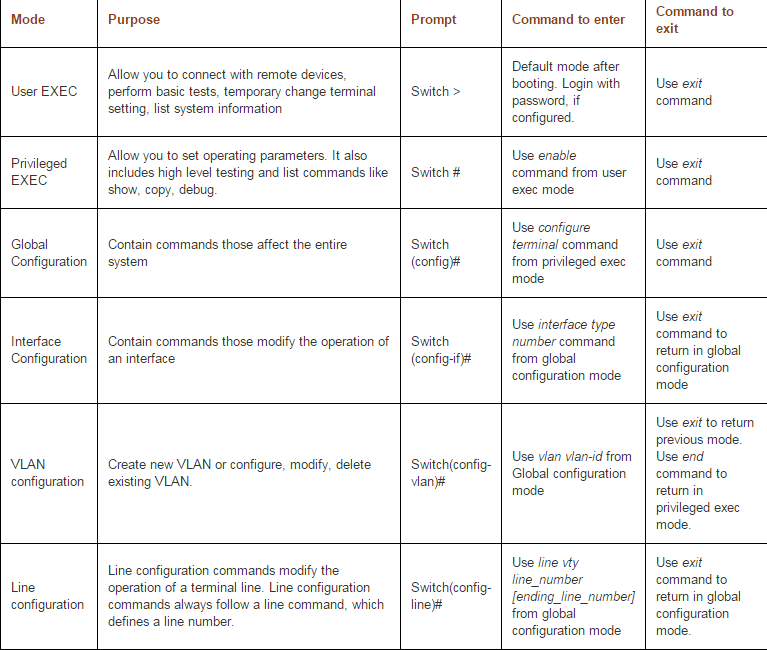 Mode
Purpose
Prompt
Command to enter
Command to
exit
User EXEC
Allow you to connect with remote devices,
perform basic tests, temporary change terminal
setting, list system information
Switch >
Default mode after
booting. Login with
password, if
configured.
Use exit
command
Privileged
EXEC
Allow you to set operating parameters. It also
includes high level testing and list commands like
show, copy, debug.
Switch #
Use enable
command from user
exec mode
Use exit
command
Global
Configuration
Contain commands those affect the entire
system
Switch
(config)#
Use configure
terminal command
from privileged exec
mode
Use exit
command
Interface
Configuration
Contain commands those modify the operation of
an interface
Switch
(config-if)#
Use interface type
number command
from global
configuration mode
Use exit
command to
return in global
configuration
mode
VLAN
configuration
Create new VLAN or configure, modify, delete
existing VLAN.
Switch(config-
vlan)#
Use vlan vlan-id from
Global configuration
mode
Use exit to return
previous mode.
Use end
command to
return in
privileged exec
mode.
Line
configuration
Line configuration commands modify the
operation of a terminal line. Line configuration
commands always follow a line command, which
defines a line number.
Switch(config-
line)#
Use line vty
line_number
[ending_line_number]
from global
configuration mode
Use exit
command to
return in global
configuration
mode.